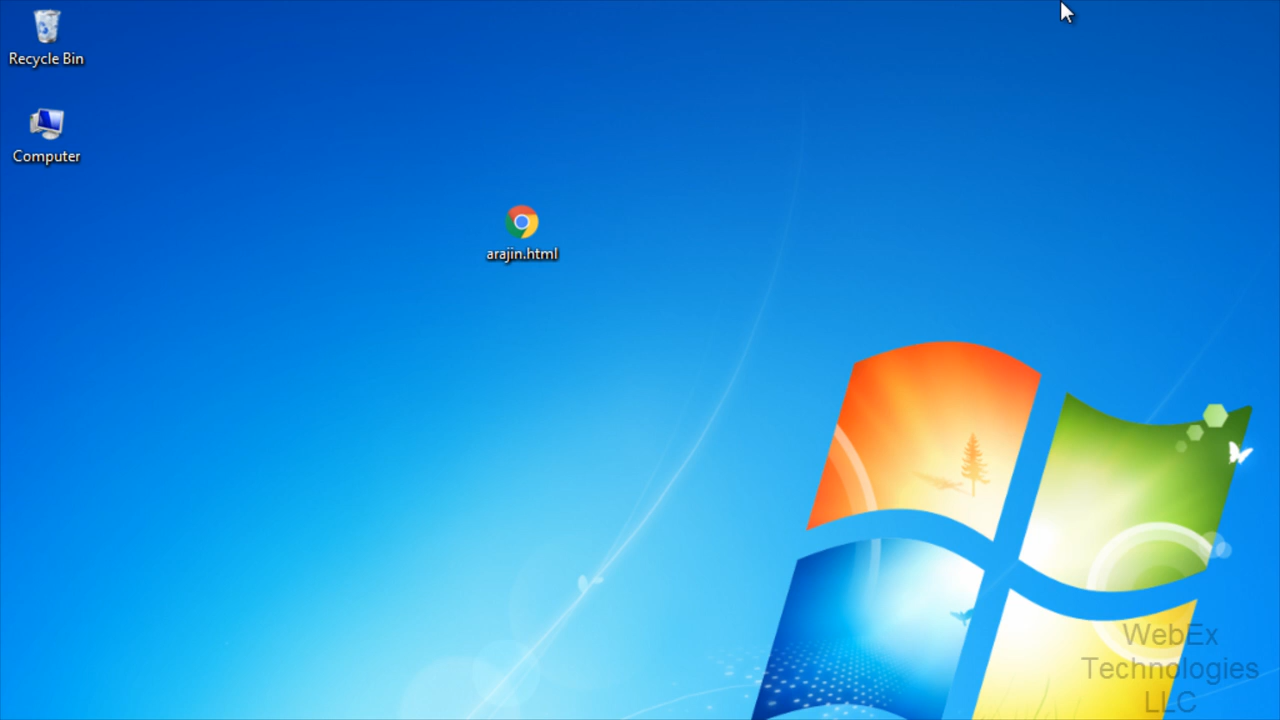 Recycle Bin
Computer
arajin.html
WebEx
Technologies
LLC